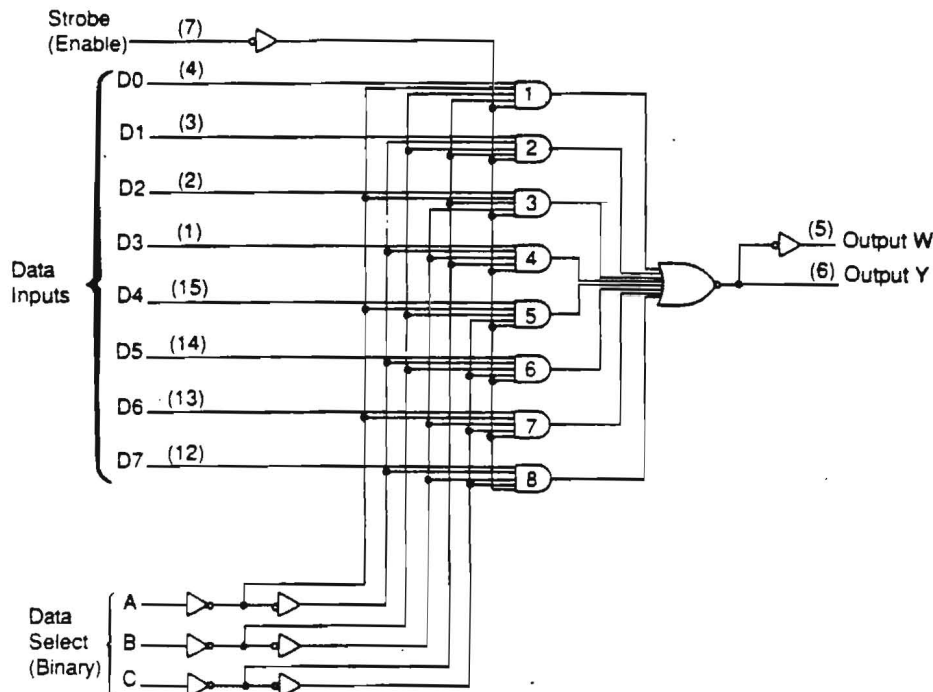 Strobe
(Enable)
(7)
D0 (4)
D1 (3)
D2 (2)
D3 (1)
D4 (15)
D5 (14)
D6 (13)
D7 (12)
Data
Inputs
1
2
3
4
5
6
7
8
(5) Output W
(6) Output Y
Data
Select
(Binary)
A
B
C